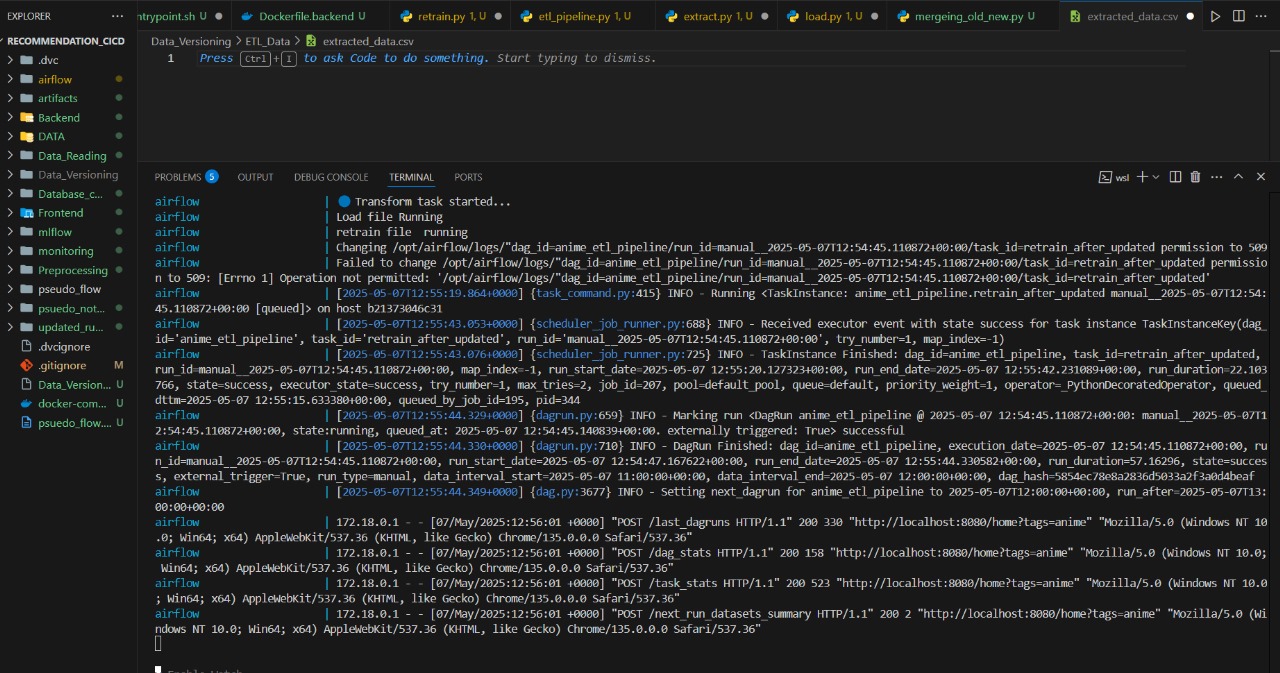 EXPLORER ...
ntrypoint.sh U
Dockerfile.backend U
retrain.py 1, U
etl_pipeline.py 1, U
extract.py 1, U
load.py 1, U
mergeing_old_new.py U
extracted_data.csv
RECOMMENDATION_CICD
.dvc
airflow
artifacts
Backend
DATA
Data_Reading
Data_Versioning
Database_c...
Frontend
mlflow
monitoring
Preprocessing
pseudo_flow
psuedo_not...
updated_ru...
.dvcignore
.gitignore M
Data_Version... U
docker-com... U
psuedo_flow.... U
Data_Versioning > ETL_Data > extracted_data.csv
1 Press Ctrl + I to ask Code to do something. Start typing to dismiss.
PROBLEMS 5 OUTPUT DEBUG CONSOLE TERMINAL PORTS wsl
airflow | Transform task started...
airflow | Load file Running
airflow | retrain file  running
airflow | Changing /opt/airflow/logs/"dag_id=anime_etl_pipeline/run_id=manual__2025-05-07T12:54:45.110872+00:00/task_id=retrain_after_updated permission to 509
airflow | Failed to change /opt/airflow/logs/"dag_id=anime_etl_pipeline/run_id=manual__2025-05-07T12:54:45.110872+00:00/task_id=retrain_after_updated permissio
n to 509: [Errno 1] Operation not permitted: '/opt/airflow/logs/"dag_id=anime_etl_pipeline/run_id=manual__2025-05-07T12:54:45.110872+00:00/task_id=retrain_after_updated'
airflow | [2025-05-07T12:55:19.864+0000] {task_command.py:415} INFO - Running <TaskInstance: anime_etl_pipeline.retrain_after_updated manual__2025-05-07T12:54:
45.110872+00:00 [queued]> on host b21373046c31
airflow | [2025-05-07T12:55:43.053+0000] {scheduler_job_runner.py:688} INFO - Received executor event with state success for task instance TaskInstanceKey(dag_
id='anime_etl_pipeline', task_id='retrain_after_updated', run_id='manual__2025-05-07T12:54:45.110872+00:00', try_number=1, map_index=-1)
airflow | [2025-05-07T12:55:43.076+0000] {scheduler_job_runner.py:725} INFO - TaskInstance Finished: dag_id=anime_etl_pipeline, task_id=retrain_after_updated,
run_id=manual__2025-05-07T12:54:45.110872+00:00, map_index=-1, run_start_date=2025-05-07 12:55:20.127323+00:00, run_end_date=2025-05-07 12:55:42.231089+00:00, run_duration=22.103
766, state=success, executor_state=success, try_number=1, max_tries=2, job_id=207, pool=default_pool, queue=default, priority_weight=1, operator=_PythonDecoratedOperator, queued_
dttm=2025-05-07 12:55:15.633380+00:00, queued_by_job_id=195, pid=344
airflow | [2025-05-07T12:55:44.329+0000] {dagrun.py:659} INFO - Marking run <DagRun anime_etl_pipeline @ 2025-05-07 12:54:45.110872+00:00: manual__2025-05-07T1
2:54:45.110872+00:00, state:running, queued_at: 2025-05-07 12:54:45.140839+00:00. externally triggered: True> successful
airflow | [2025-05-07T12:55:44.330+0000] {dagrun.py:710} INFO - DagRun Finished: dag_id=anime_etl_pipeline, execution_date=2025-05-07 12:54:45.110872+00:00, ru
n_id=manual__2025-05-07T12:54:45.110872+00:00, run_start_date=2025-05-07 12:54:47.167622+00:00, run_end_date=2025-05-07 12:55:44.330582+00:00, run_duration=57.16296, state=succes
s, external_trigger=True, run_type=manual, data_interval_start=2025-05-07 11:00:00+00:00, data_interval_end=2025-05-07 12:00:00+00:00, dag_hash=5854ec78e8a2836d5033a2f3a0d4beaf
airflow | [2025-05-07T12:55:44.349+0000] {dag.py:3677} INFO - Setting next_dagrun for anime_etl_pipeline to 2025-05-07T12:00:00+00:00, run_after=2025-05-07T13:
00:00+00:00
airflow | 172.18.0.1 - - [07/May/2025:12:56:01 +0000] "POST /last_dagruns HTTP/1.1" 200 330 "http://localhost:8080/home?tags=anime" "Mozilla/5.0 (Windows NT 10
.0; Win64; x64) AppleWebKit/537.36 (KHTML, like Gecko) Chrome/135.0.0.0 Safari/537.36"
airflow | 172.18.0.1 - - [07/May/2025:12:56:01 +0000] "POST /dag_stats HTTP/1.1" 200 158 "http://localhost:8080/home?tags=anime" "Mozilla/5.0 (Windows NT 10.0;
Win64; x64) AppleWebKit/537.36 (KHTML, like Gecko) Chrome/135.0.0.0 Safari/537.36"
airflow | 172.18.0.1 - - [07/May/2025:12:56:01 +0000] "POST /task_stats HTTP/1.1" 200 523 "http://localhost:8080/home?tags=anime" "Mozilla/5.0 (Windows NT 10.0
; Win64; x64) AppleWebKit/537.36 (KHTML, like Gecko) Chrome/135.0.0.0 Safari/537.36"
airflow | 172.18.0.1 - - [07/May/2025:12:56:01 +0000] "POST /next_run_datasets_summary HTTP/1.1" 200 2 "http://localhost:8080/home?tags=anime" "Mozilla/5.0 (Wi
ndows NT 10.0; Win64; x64) AppleWebKit/537.36 (KHTML, like Gecko) Chrome/135.0.0.0 Safari/537.36"